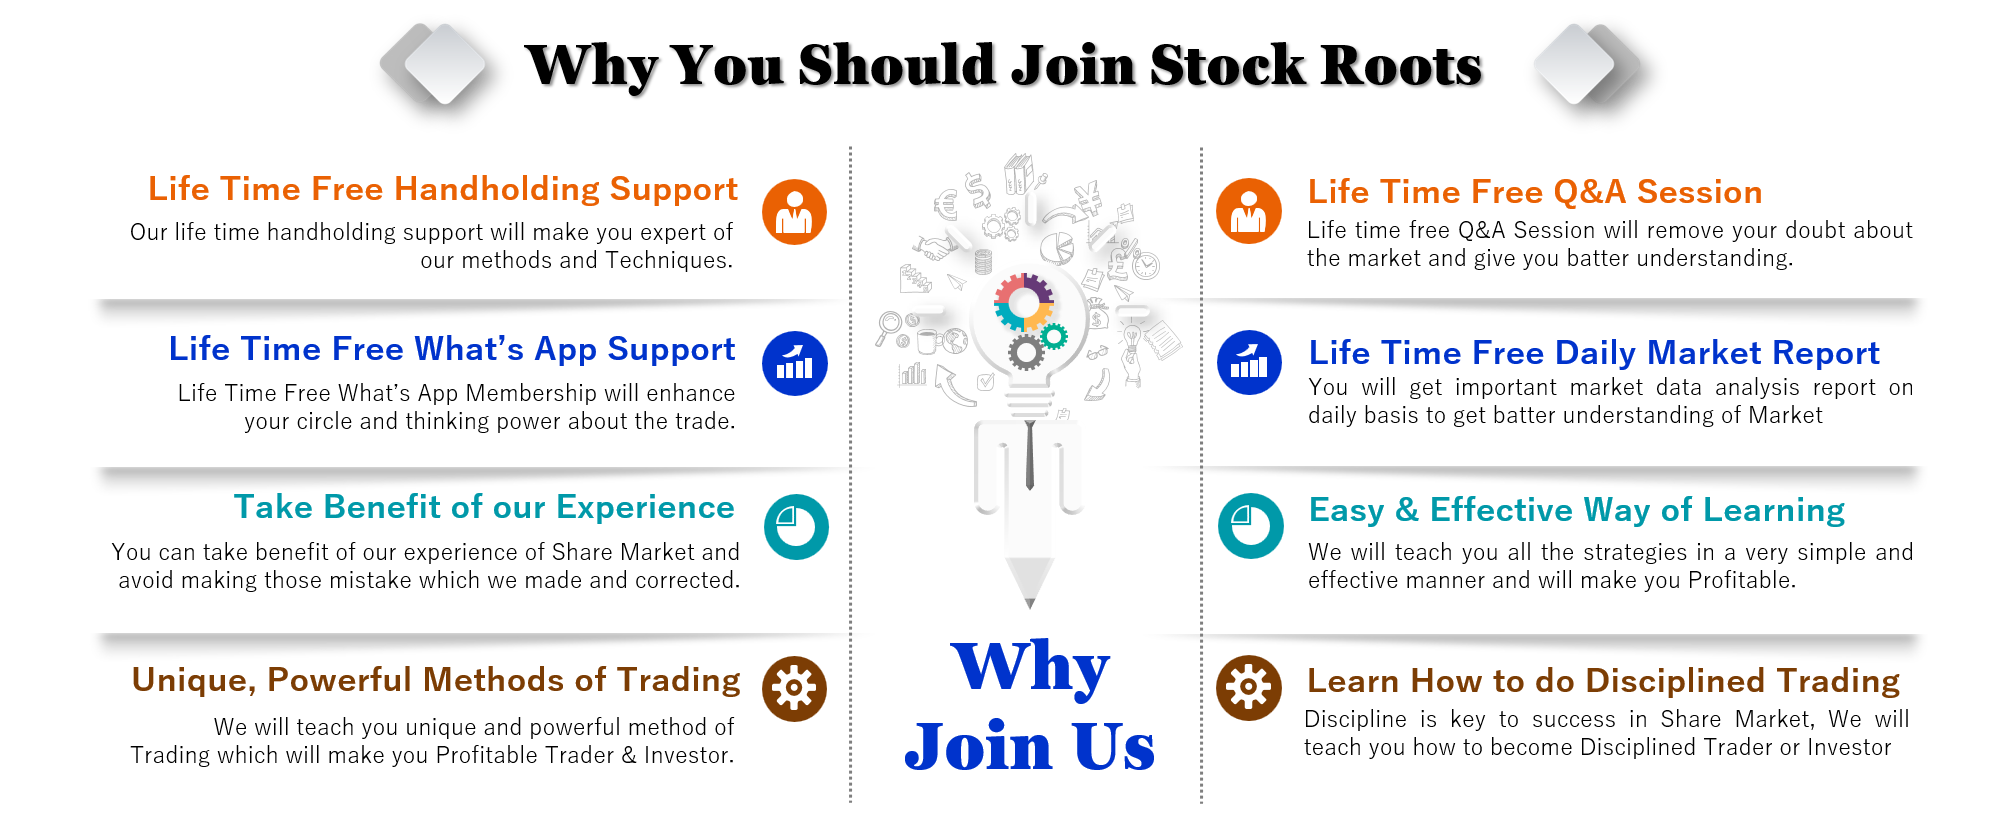 Why You Should Join Stock Roots
Life Time Free Handholding Support
Our life time handholding support will make you expert of
our methods and Techniques.
Life Time Free What's App Support
Life Time Free What's App Membership will enhance
your circle and thinking power about the trade.
Take Benefit of our Experience
You can take benefit of our experience of Share Market and
avoid making those mistake which we made and corrected.
Unique, Powerful Methods of Trading
We will teach you unique and powerful method of
Trading which will make you Profitable Trader & Investor.
Why
Join Us
Life Time Free Q&A Session
Life time free Q&A Session will remove your doubt about
the market and give you batter understanding.
Life Time Free Daily Market Report
You will get important market data analysis report on
daily basis to get batter understanding of Market
Easy & Effective Way of Learning
We will teach you all the strategies in a very simple and
effective manner and will make you Profitable.
Learn How to do Disciplined Trading
Discipline is key to success in Share Market, We will
teach you how to become Disciplined Trader or Investor